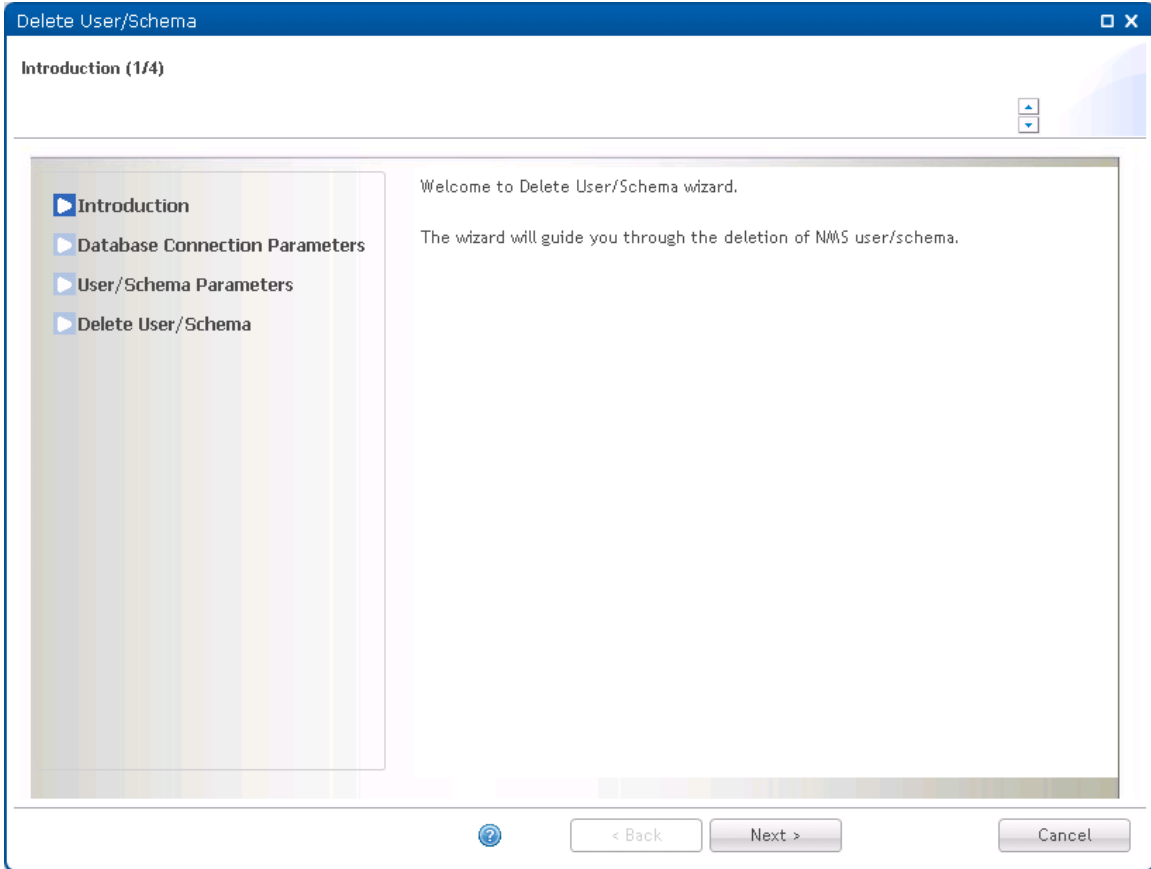 Delete User/Schema
Introduction (1/4)
Introduction
Database Connection Parameters
User/Schema Parameters
Delete User/Schema
Welcome to Delete User/Schema wizard.
The wizard will guide you through the deletion of NMS user/schema.
?
< Back
Next >
Cancel